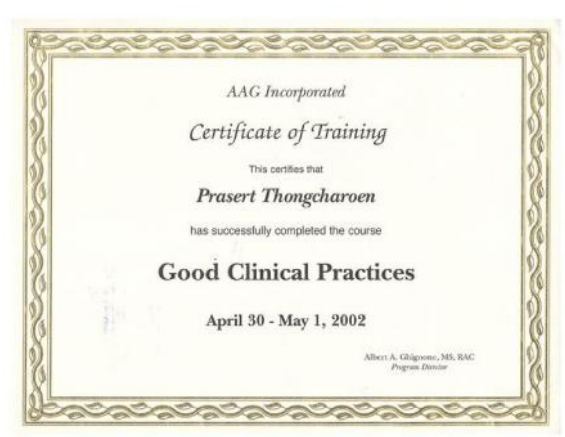 AAG Incorporated
Certificate of Training
This certifies that
Prasert Thongcharoen
has successfully completed the course
Good Clinical Practices
April 30 - May 1, 2002
Albert A. Ghignone, MS, RAC
Program Director